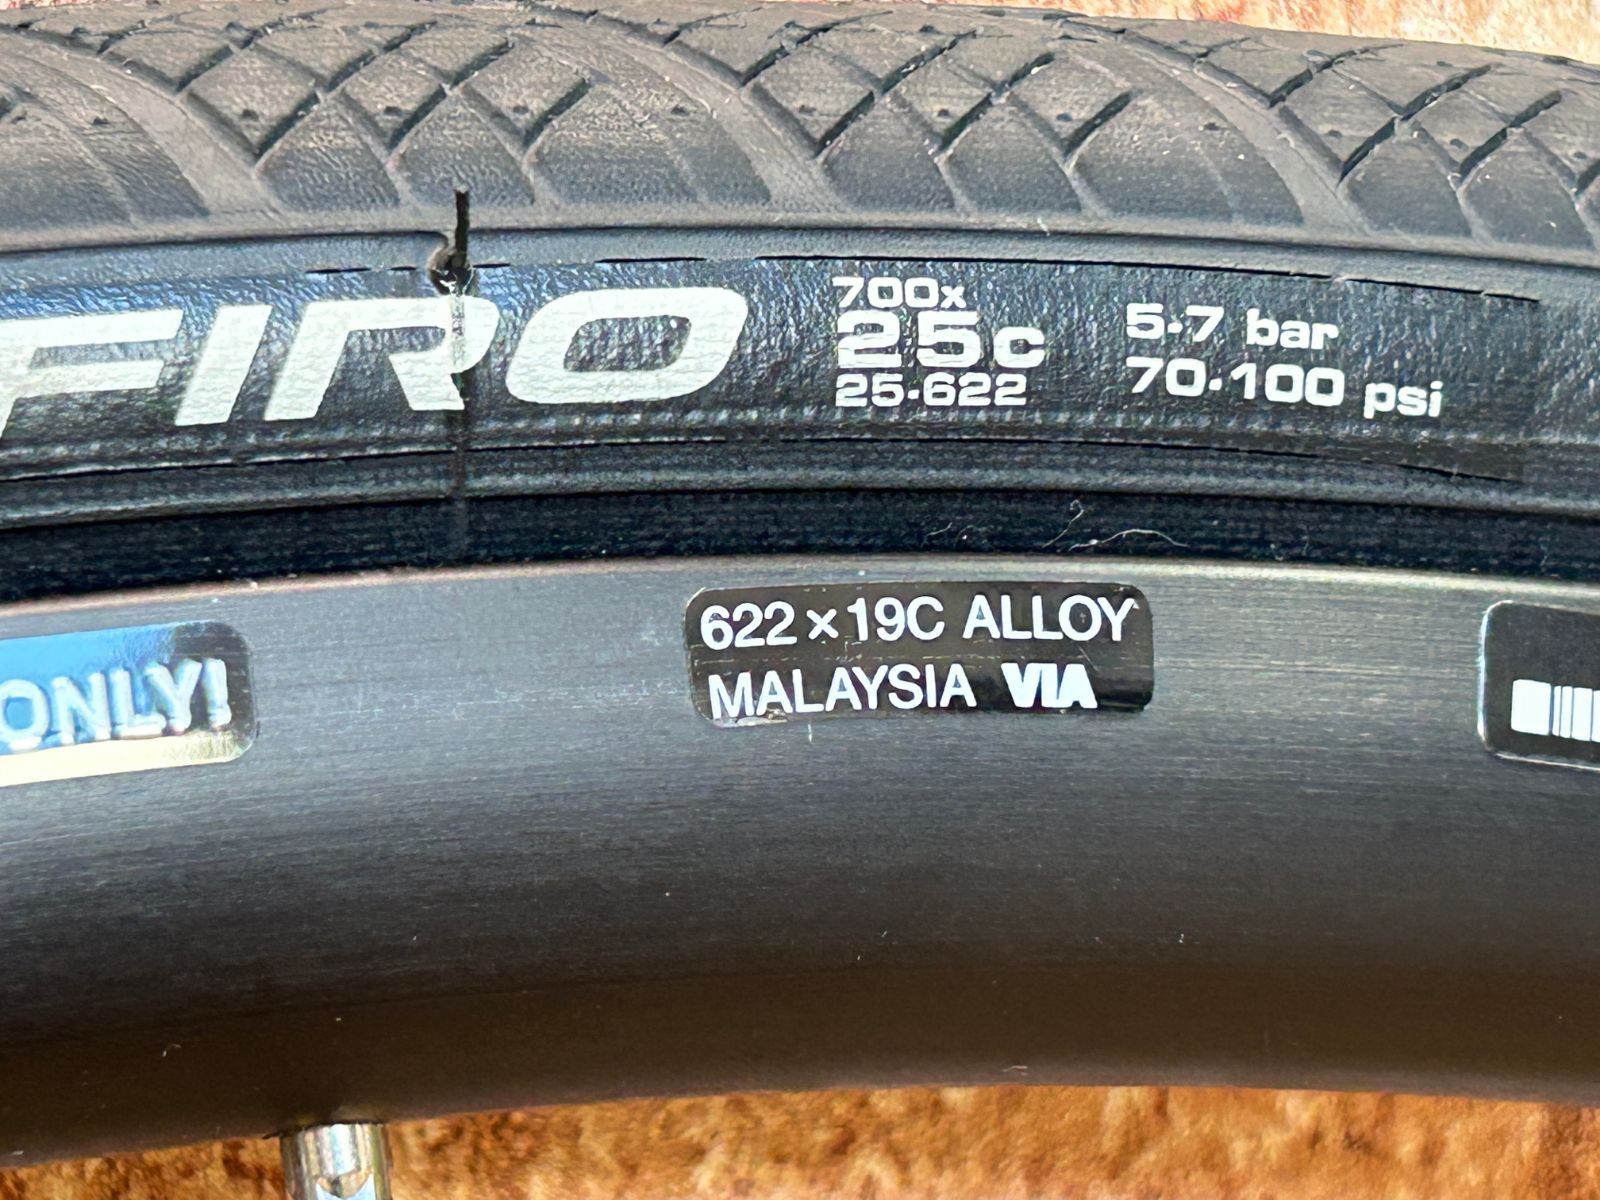 FIRO
700x
25c
25-622
5-7 bar
70-100 psi
ONLY!
622 x 19C ALLOY
MALAYSIA VIA